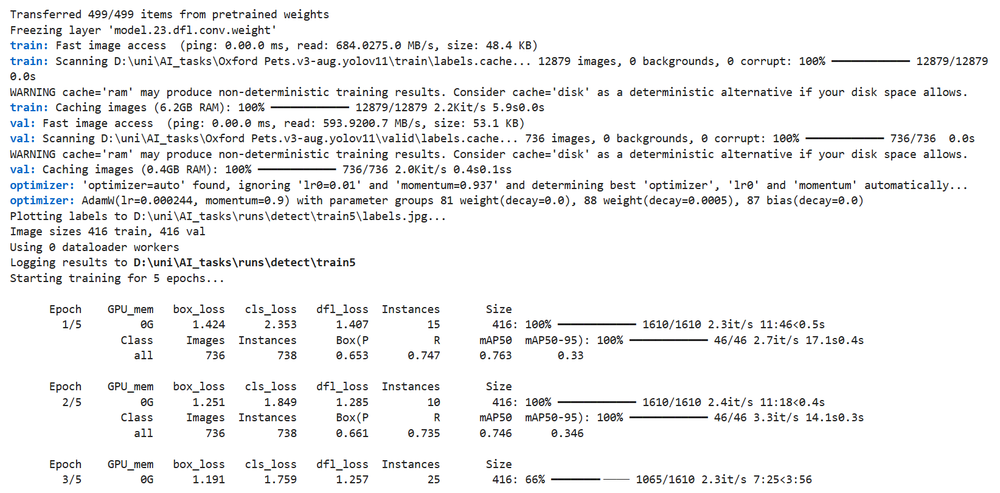 Transferred 499/499 items from pretrained weights
Freezing layer 'model.23.dfl.conv.weight'
train: Fast image access  (ping: 0.00.0 ms, read: 684.0275.0 MB/s, size: 48.4 KB)
train: Scanning D:\uni\AI_tasks\Oxford Pets.v3-aug.yolov11\train\labels.cache... 12879 images, 0 backgrounds, 0 corrupt: 100% ━━━━━━━━━━━━ 12879/12879
0.0s
WARNING cache='ram' may produce non-deterministic training results. Consider cache='disk' as a deterministic alternative if your disk space allows.
train: Caching images (6.2GB RAM): 100% ━━━━━━━━━━━━ 12879/12879 2.2Kit/s 5.9s0.0s
val: Fast image access  (ping: 0.00.0 ms, read: 593.9200.7 MB/s, size: 53.1 KB)
val: Scanning D:\uni\AI_tasks\Oxford Pets.v3-aug.yolov11\valid\labels.cache... 736 images, 0 backgrounds, 0 corrupt: 100% ━━━━━━━━━━━━ 736/736  0.0s
WARNING cache='ram' may produce non-deterministic training results. Consider cache='disk' as a deterministic alternative if your disk space allows.
val: Caching images (0.4GB RAM): 100% ━━━━━━━━━━━━ 736/736 2.0Kit/s 0.4s0.1ss
optimizer: 'optimizer=auto' found, ignoring 'lr0=0.01' and 'momentum=0.937' and determining best 'optimizer', 'lr0' and 'momentum' automatically...
optimizer: AdamW(lr=0.000244, momentum=0.9) with parameter groups 81 weight(decay=0.0), 88 weight(decay=0.0005), 87 bias(decay=0.0)
Plotting labels to D:\uni\AI_tasks\runs\detect\train5\labels.jpg...
Image sizes 416 train, 416 val
Using 0 dataloader workers
Logging results to D:\uni\AI_tasks\runs\detect\train5
Starting training for 5 epochs...
Epoch GPU_mem box_loss cls_loss dfl_loss Instances Size
1/5 0G 1.424 2.353 1.407 15 416: 100% ━━━━━━━━━━━━ 1610/1610 2.3it/s 11:46<0.5s
Class Images Instances Box(P R mAP50 mAP50-95): 100% ━━━━━━━━━━━━ 46/46 2.7it/s 17.1s0.4s
all 736 738 0.653 0.747 0.763 0.33
Epoch GPU_mem box_loss cls_loss dfl_loss Instances Size
2/5 0G 1.251 1.849 1.285 10 416: 100% ━━━━━━━━━━━━ 1610/1610 2.4it/s 11:18<0.4s
Class Images Instances Box(P R mAP50 mAP50-95): 100% ━━━━━━━━━━━━ 46/46 3.3it/s 14.1s0.3s
all 736 738 0.661 0.735 0.746 0.346
Epoch GPU_mem box_loss cls_loss dfl_loss Instances Size
3/5 0G 1.191 1.759 1.257 25 416: 66% ━━━━━━━━──── 1065/1610 2.3it/s 7:25<3:56